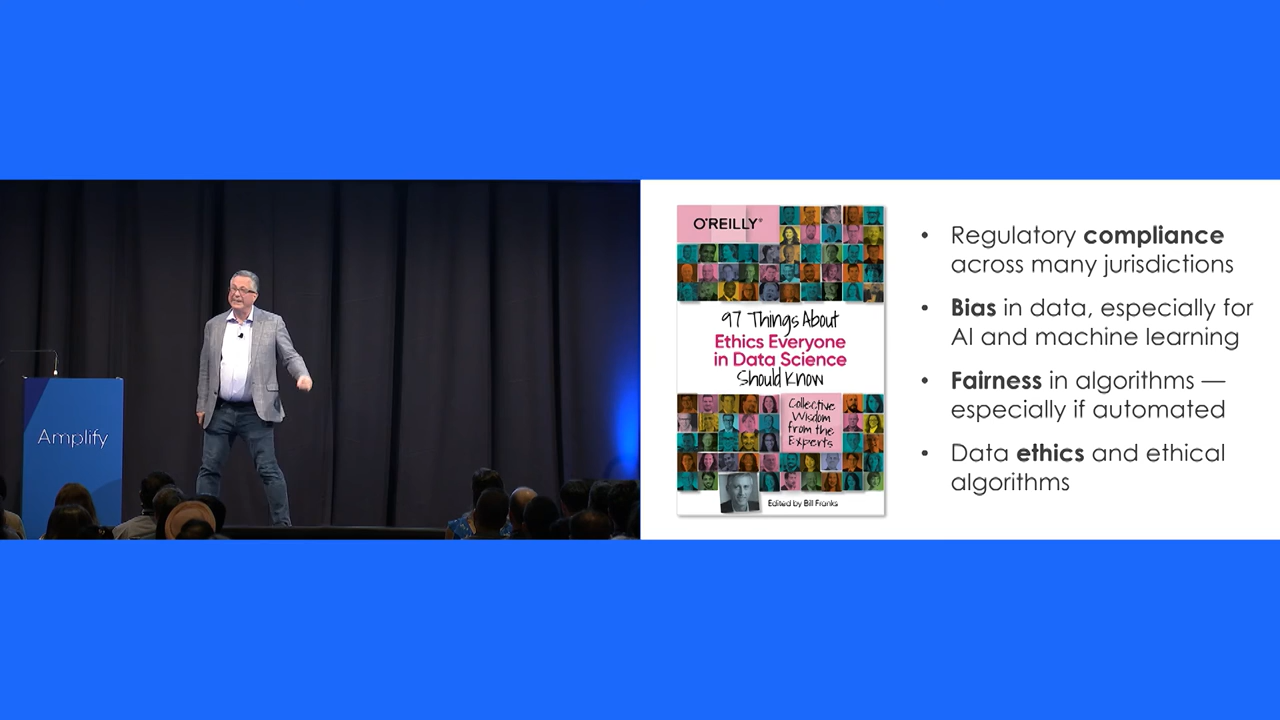 Amplify
O'REILLY®
97 Things About
Ethics Everyone
in Data Science
Should Know
Collective
Wisdom
from the
Experts
Edited by Bill Franks
• Regulatory compliance
across many jurisdictions
• Bias in data, especially for
AI and machine learning
• Fairness in algorithms —
especially if automated
• Data ethics and ethical
algorithms